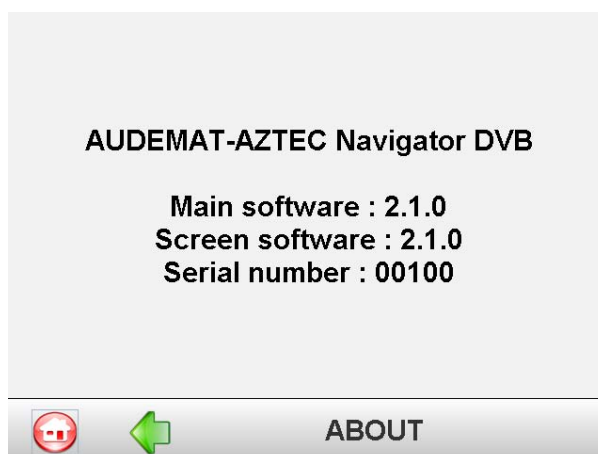 AUDEMAT-AZTEC Navigator DVB
Main software : 2.1.0
Screen software : 2.1.0
Serial number : 00100
ABOUT